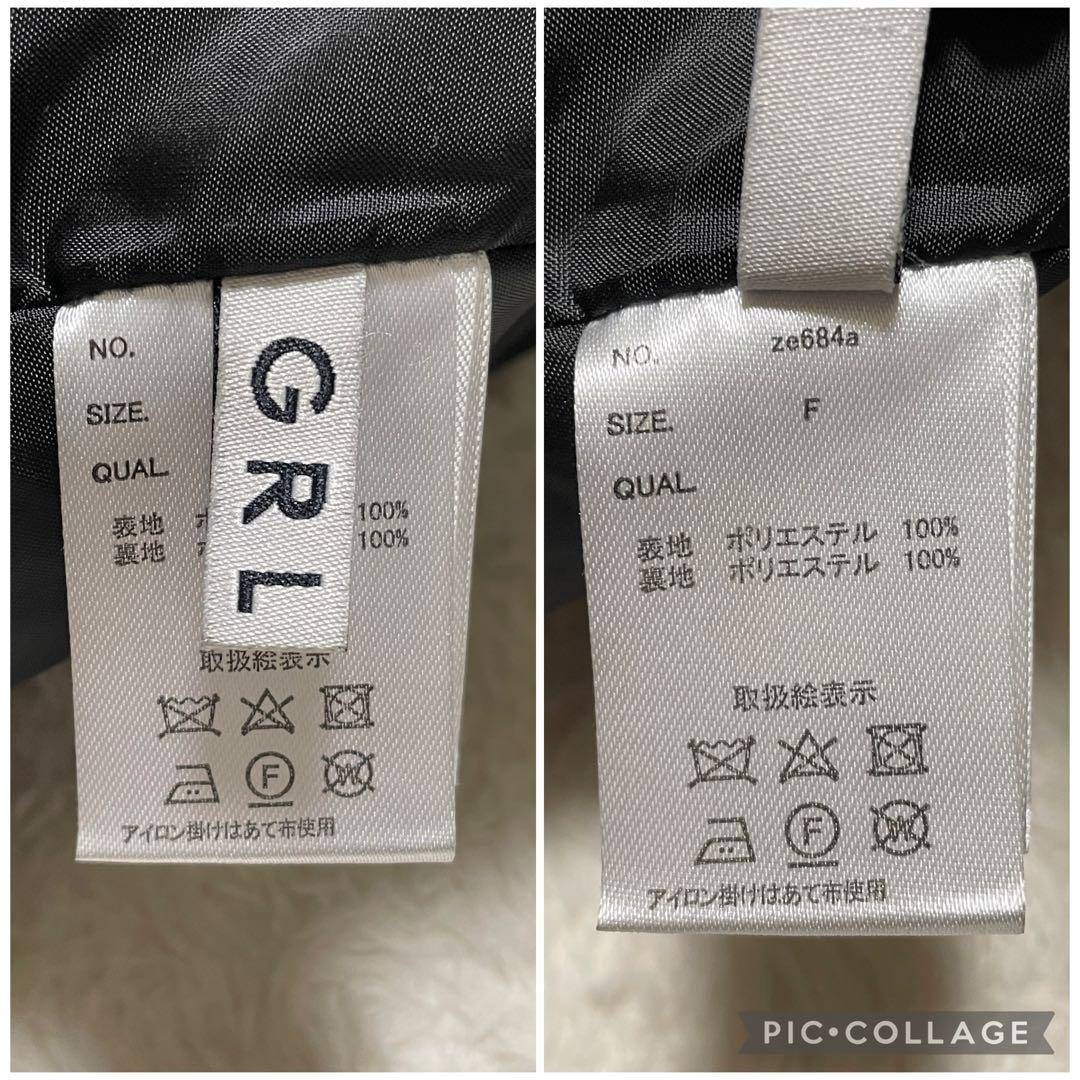 NO.
SIZE.
QUAL.
表地 100%
裏地 100%
GRL
取扱絵表示
F
W
アイロン掛けはあて布使用
NO. ze684a
SIZE. F
QUAL.
表地 ポリエステル 100%
裏地 ポリエステル 100%
取扱絵表示
F
W
アイロン掛けはあて布使用
PIC•COLLAGE